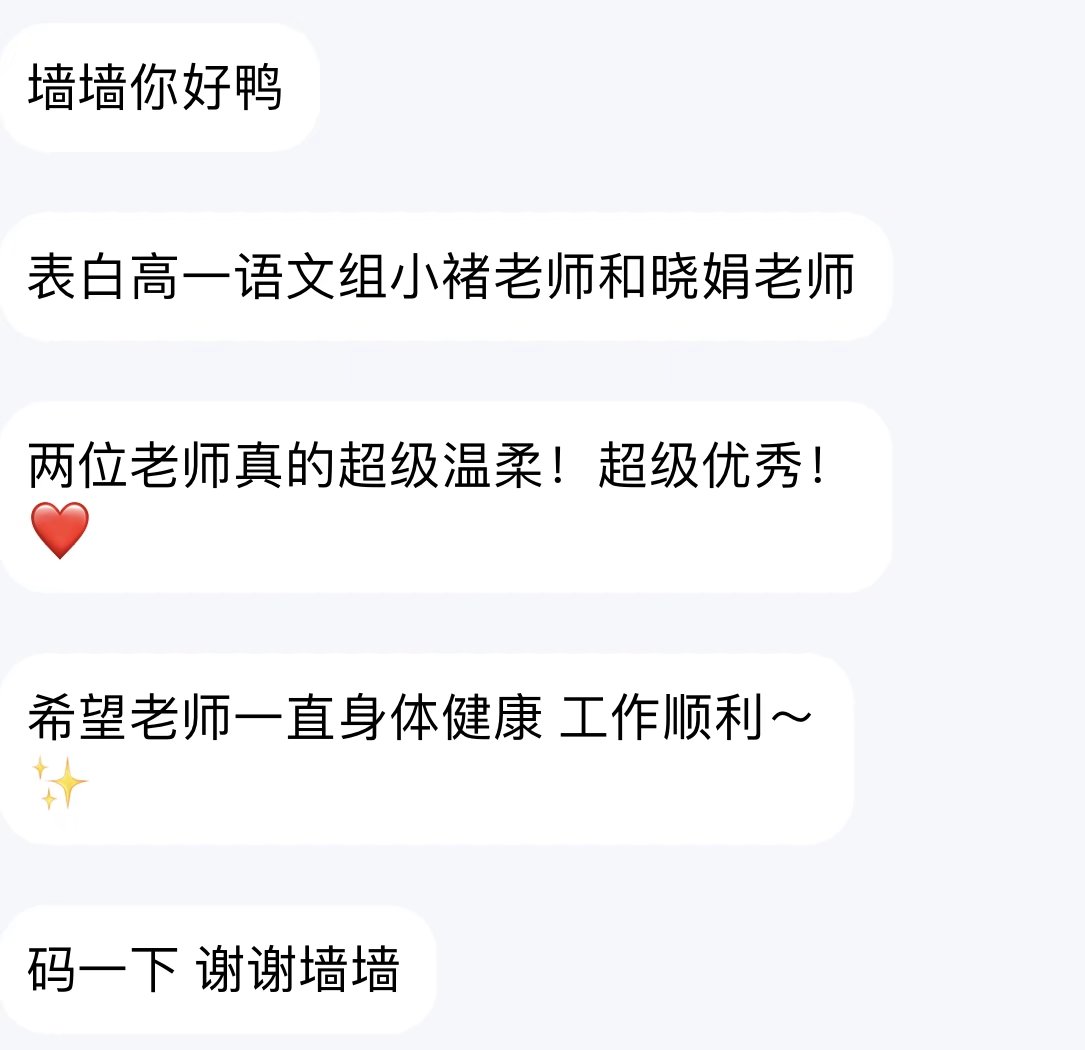 墙墙你好鸭
表白高一语文组小褚老师和晓娟老师
两位老师真的超级温柔！超级优秀！
❤️
希望老师一直身体健康 工作顺利～
✨
码一下 谢谢墙墙